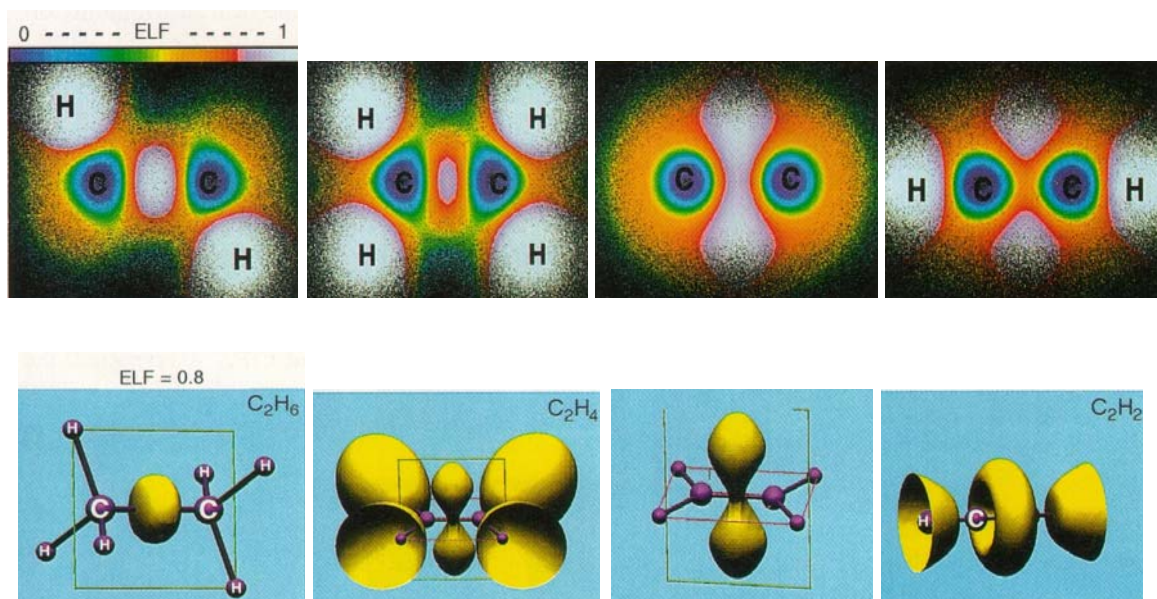 0 - - - - - ELF - - - - - 1
H
C C
H
H H
C C
H H
C C
H C C H
ELF = 0.8
C₂H₆
H
H H
C C
H H
H
C₂H₄
C₂H₂
H C